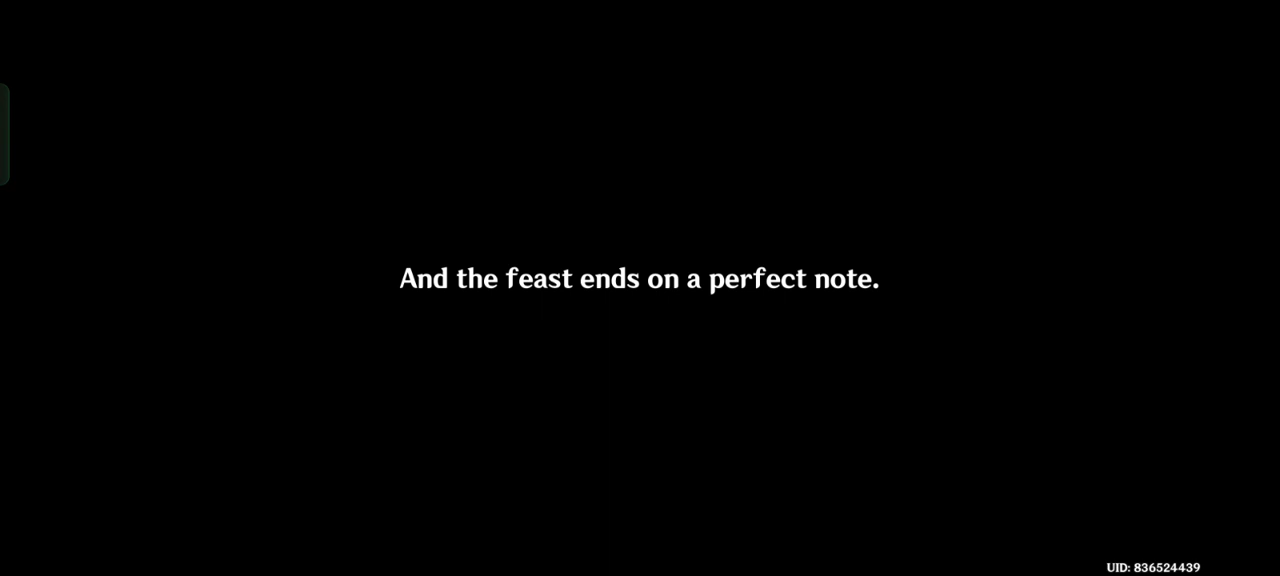 And the feast ends on a perfect note.
UID: 836524439